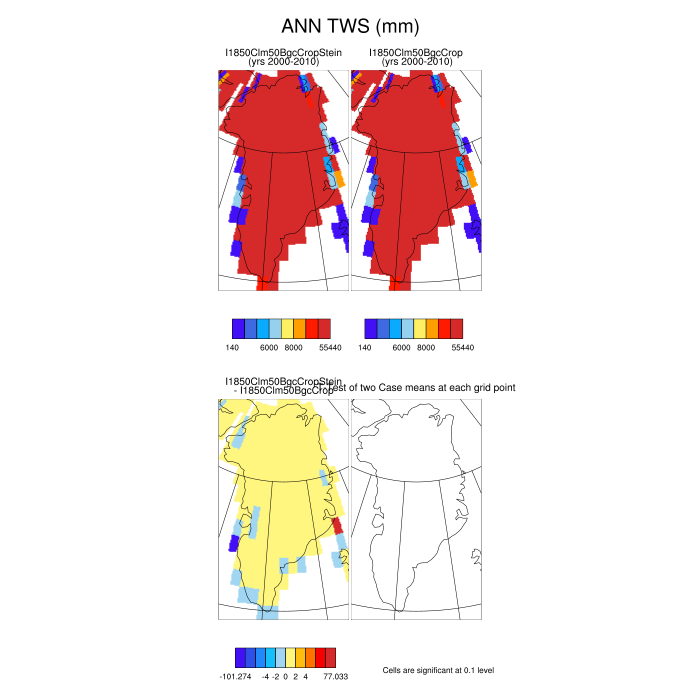 ANN TWS (mm)
I1850Clm50BgcCropStein
(yrs 2000-2010)
I1850Clm50BgcCrop
(yrs 2000-2010)
140 6000 8000 55440
140 6000 8000 55440
I1850Clm50BgcCropStein
- I1850Clm50BgcCrop
Test of two Case means at each grid point
-101.274 -4 -2 0 2 4 77.033
Cells are significant at 0.1 level